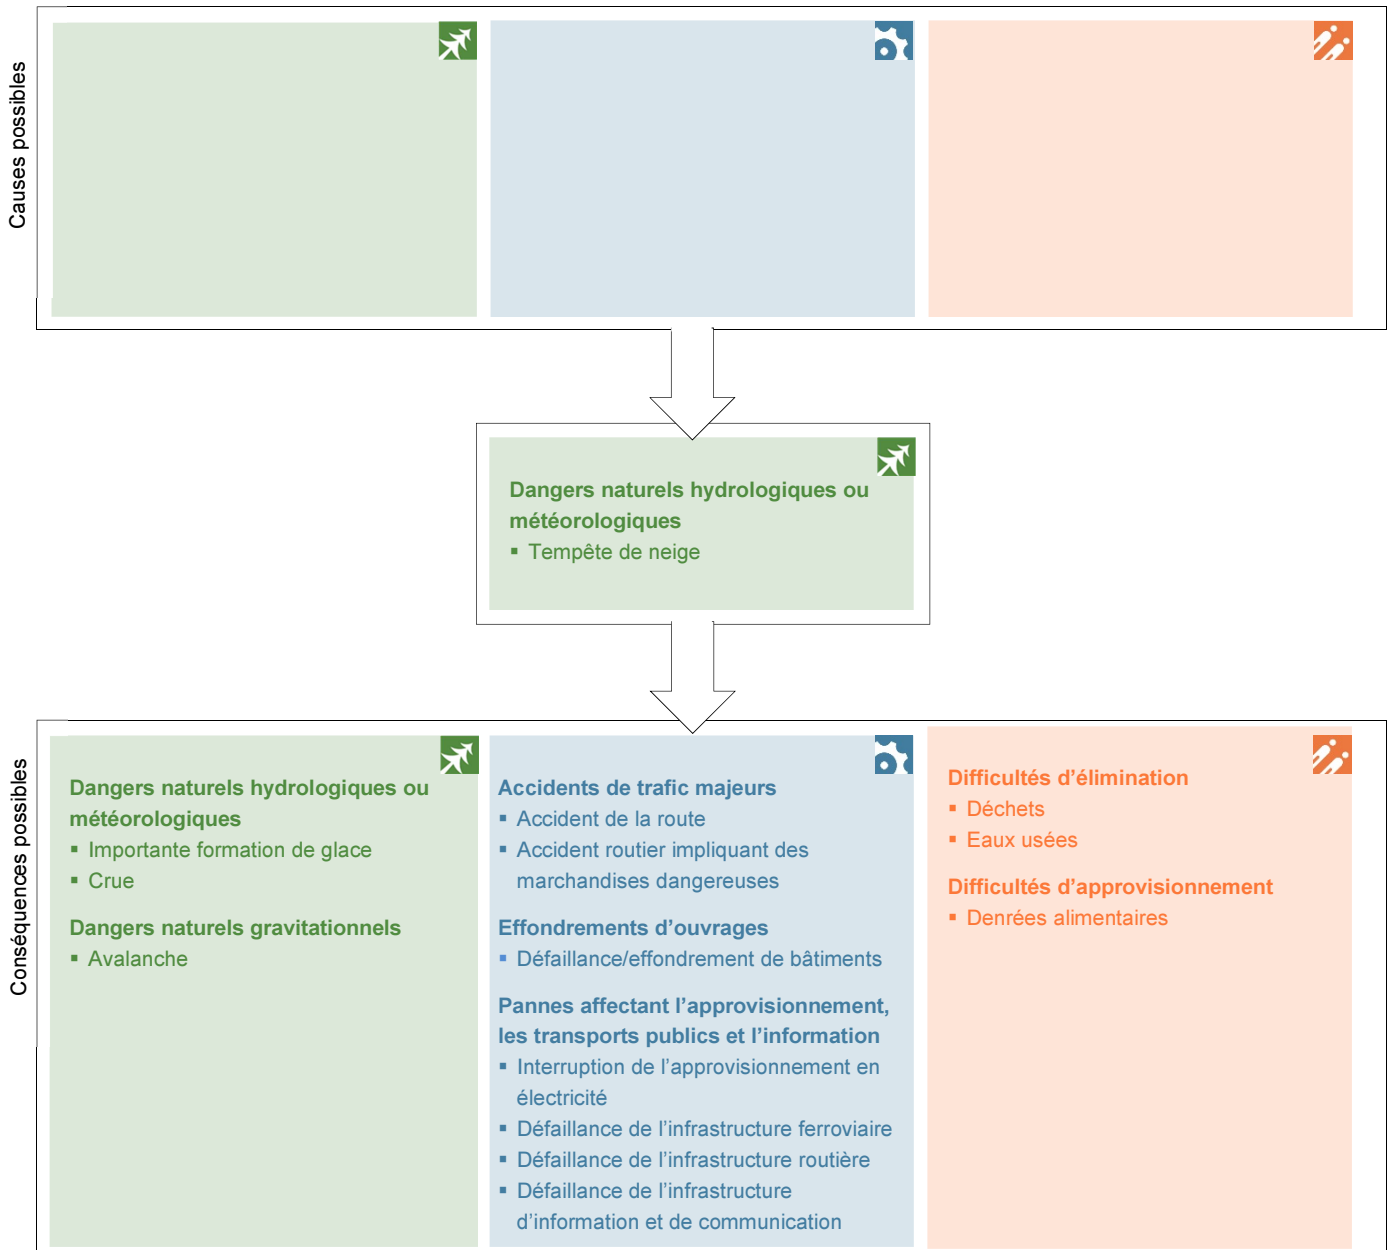 Causes possibles
Dangers naturels hydrologiques ou
météorologiques
▪ Tempête de neige
Conséquences possibles
Dangers naturels hydrologiques ou
météorologiques
▪ Importante formation de glace
▪ Crue
Dangers naturels gravitationnels
▪ Avalanche
Accidents de trafic majeurs
▪ Accident de la route
▪ Accident routier impliquant des
marchandises dangereuses
Effondrements d’ouvrages
▪ Défaillance/effondrement de bâtiments
Pannes affectant l’approvisionnement,
les transports publics et l’information
▪ Interruption de l’approvisionnement en
électricité
▪ Défaillance de l’infrastructure ferroviaire
▪ Défaillance de l’infrastructure routière
▪ Défaillance de l’infrastructure
d’information et de communication
Difficultés d’élimination
▪ Déchets
▪ Eaux usées
Difficultés d’approvisionnement
▪ Denrées alimentaires